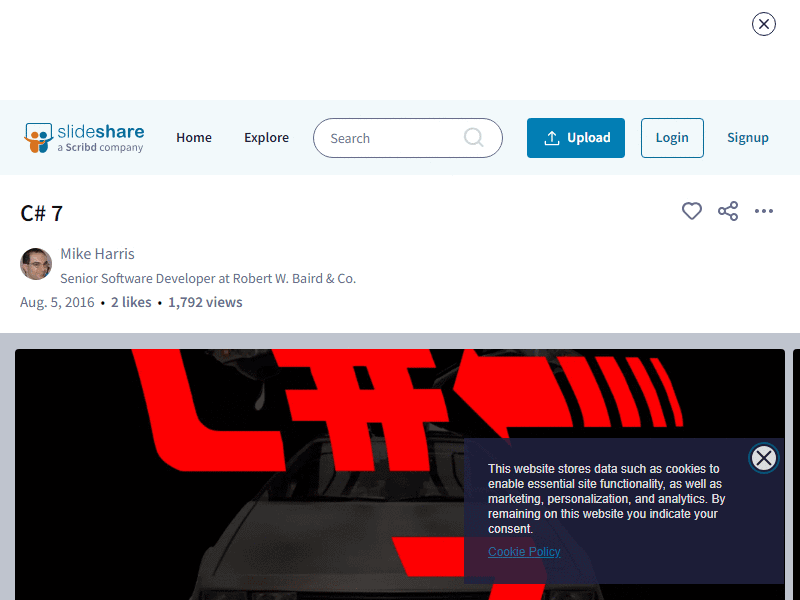 slideshare
a Scribd company
Home
Explore
Search
Upload
Login
Signup
C# 7
Mike Harris
Senior Software Developer at Robert W. Baird & Co.
Aug. 5, 2016 • 2 likes • 1,792 views
C#
This website stores data such as cookies to
enable essential site functionality, as well as
marketing, personalization, and analytics. By
remaining on this website you indicate your
consent.
Cookie Policy